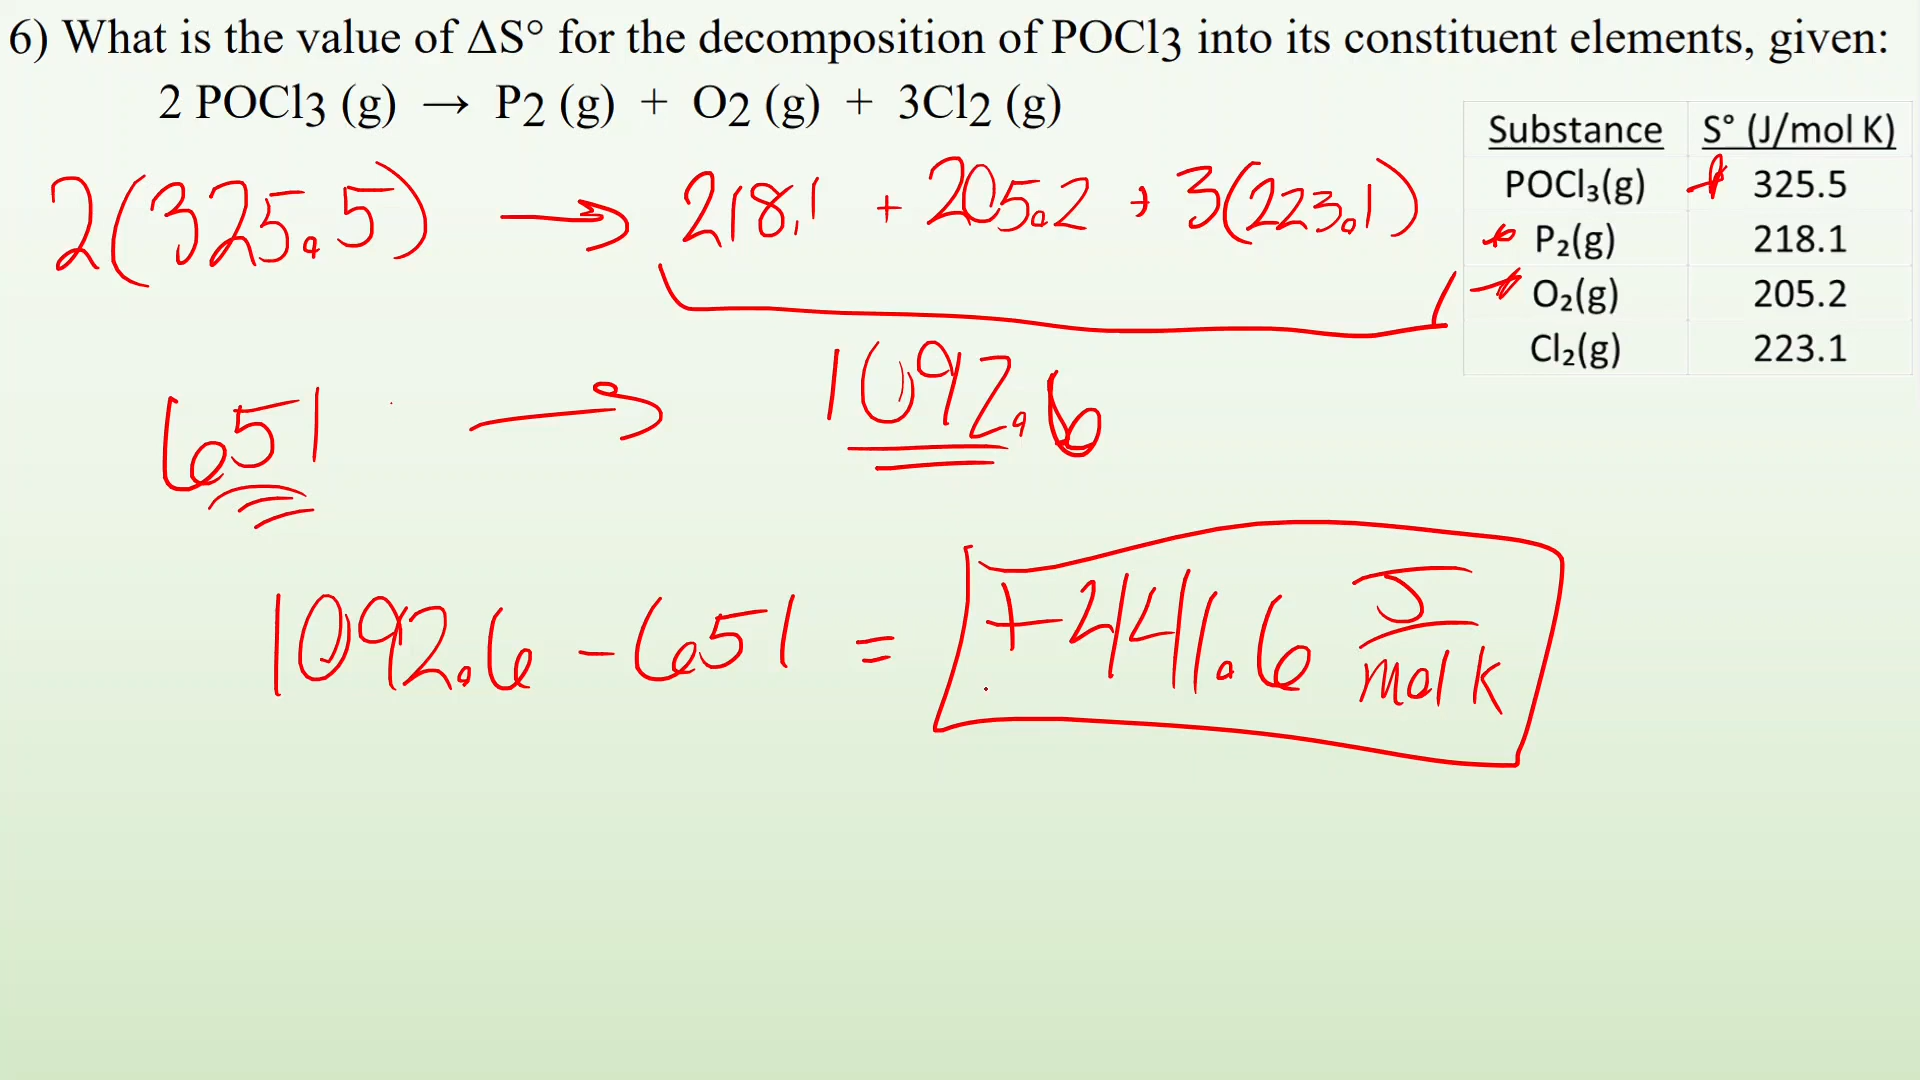 6) What is the value of ΔS° for the decomposition of POCl3 into its constituent elements, given:
2 POCl3 (g) → P2 (g) + O2 (g) + 3Cl2 (g)
Substance S° (J/mol K)
POCl₃(g) 325.5
P₂(g) 218.1
O₂(g) 205.2
Cl₂(g) 223.1
2(325.5) → 218.1 + 205.2 + 3(223.1)
651 → 1092.6
1092.6 - 651 = +441.6 J/mol K